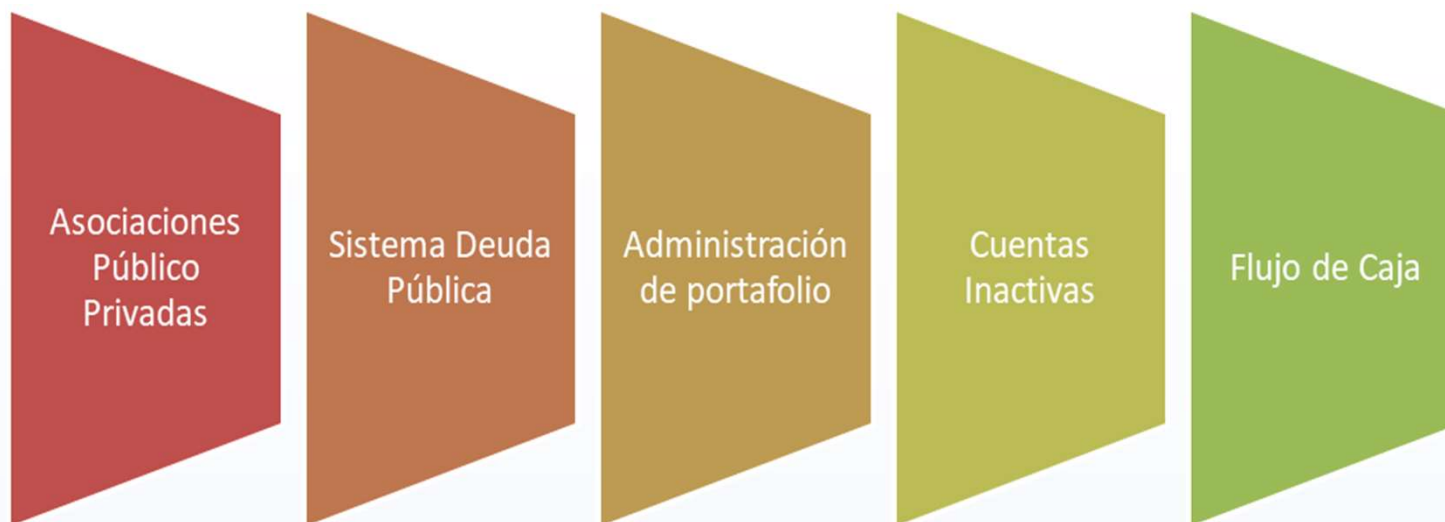 Asociaciones
Público
Privadas
Sistema Deuda
Pública
Administración
de portafolio
Cuentas
Inactivas
Flujo de Caja